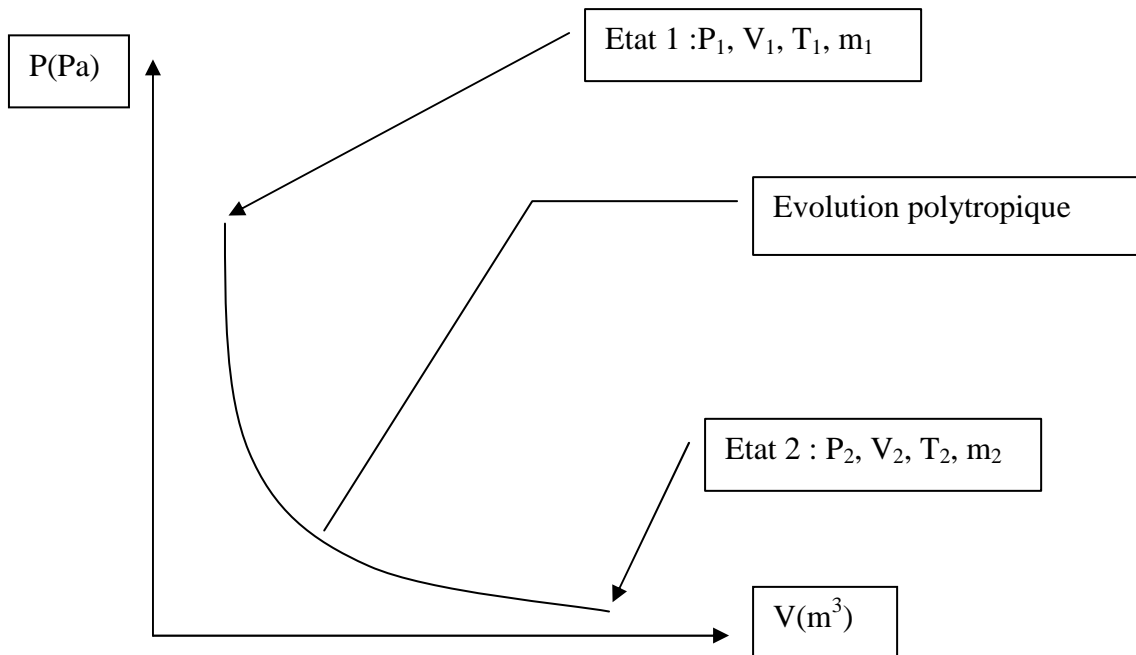 Etat 1 :P₁, V₁, T₁, m₁
P(Pa)
Evolution polytropique
Etat 2 : P₂, V₂, T₂, m₂
V(m³)